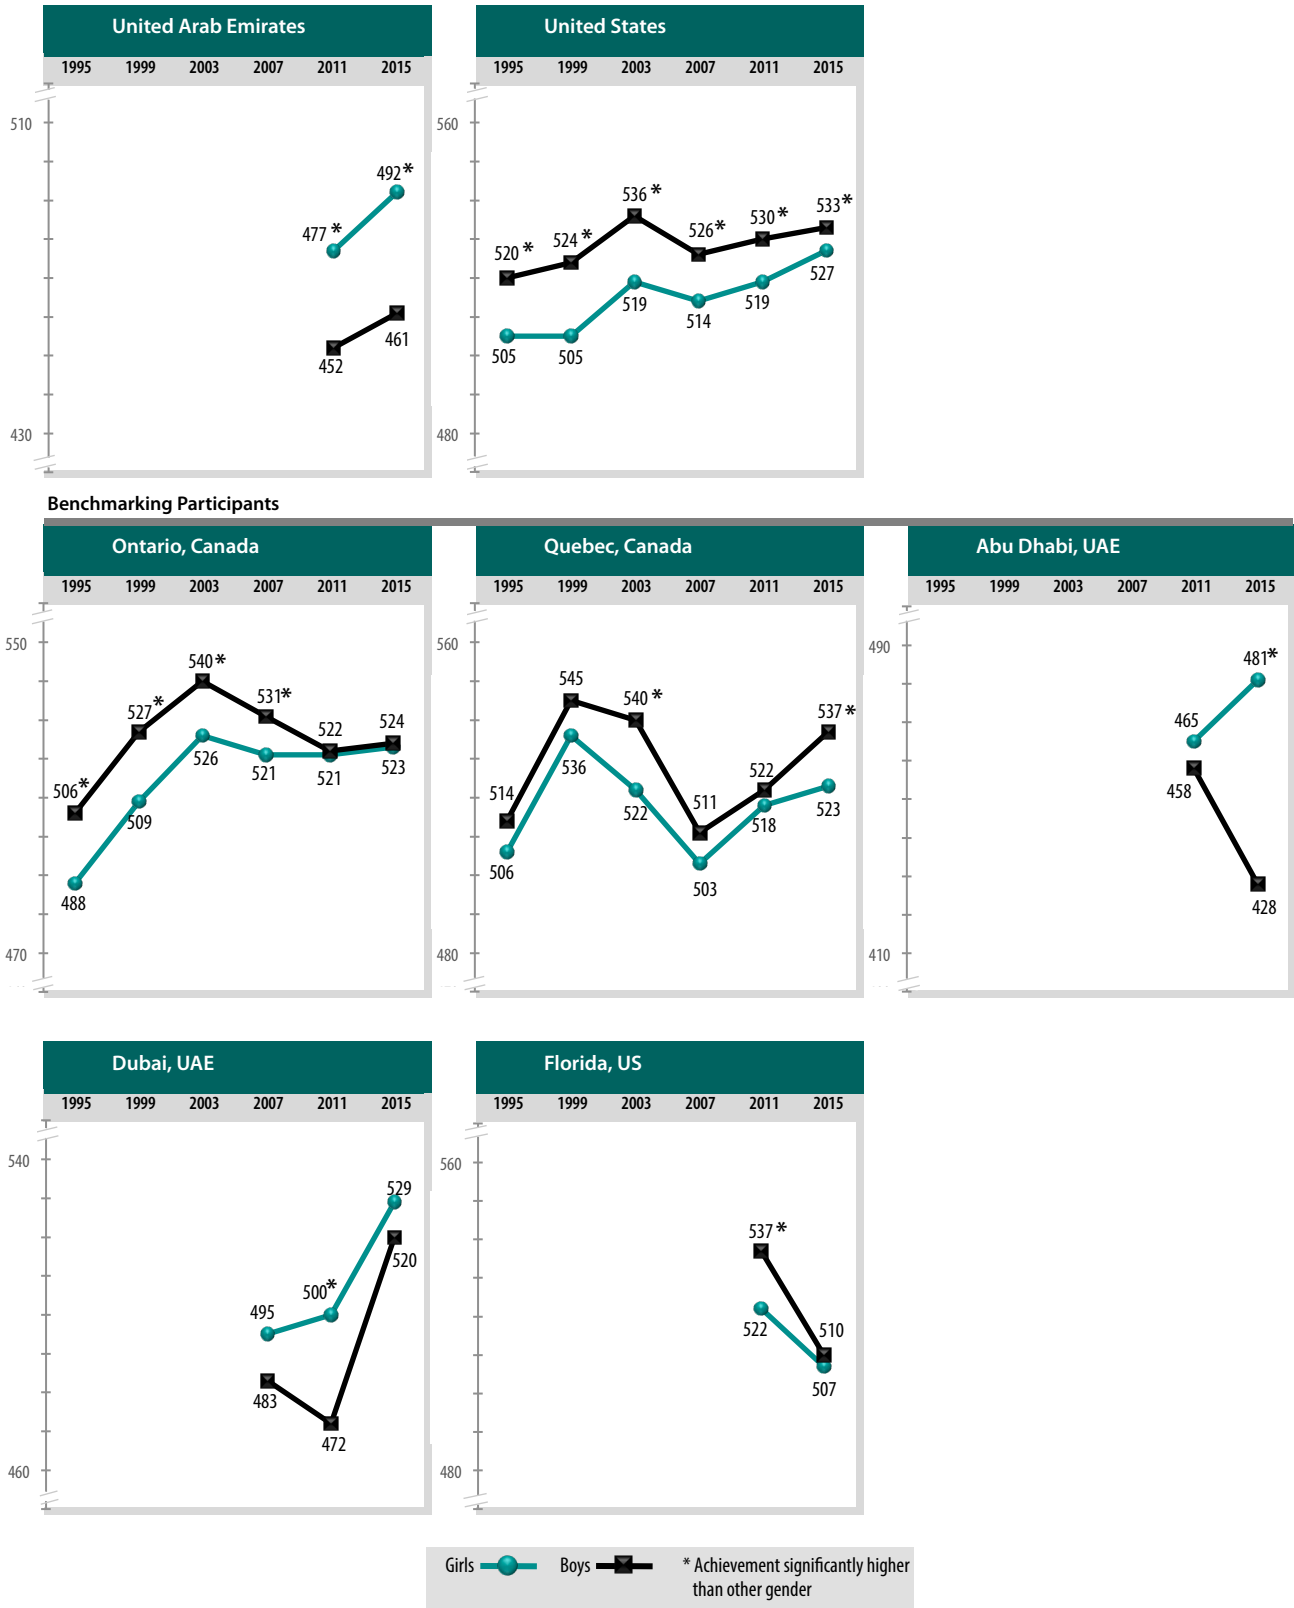 United Arab Emirates
1995 1999 2003 2007 2011 2015
510
492*
477*
452
461
430
United States
1995 1999 2003 2007 2011 2015
560
520* 524* 536* 526* 530* 533*
505 505 519 514 519 527
480
Benchmarking Participants
Ontario, Canada
1995 1999 2003 2007 2011 2015
550
506* 527* 540* 531* 522 524
488 509 526 521 521 523
470
Quebec, Canada
1995 1999 2003 2007 2011 2015
560
514 545 540* 511 522 537*
506 536 522 503 518 523
480
Abu Dhabi, UAE
1995 1999 2003 2007 2011 2015
490
465 481*
458 428
410
Dubai, UAE
1995 1999 2003 2007 2011 2015
540
495 500* 529
483 472 520
460
Florida, US
1995 1999 2003 2007 2011 2015
560
537* 510
522 507
480
Girls Boys * Achievement significantly higher
than other gender